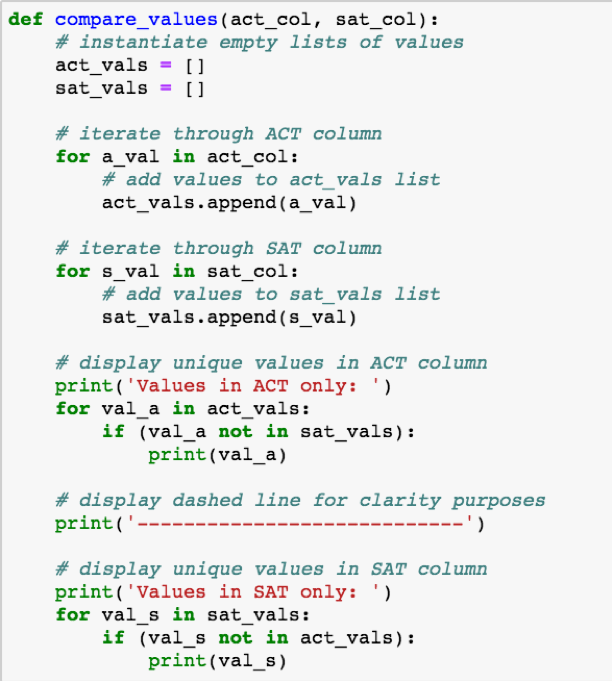 def compare_values(act_col, sat_col):
    # instantiate empty lists of values
    act_vals = []
    sat_vals = []

    # iterate through ACT column
    for a_val in act_col:
        # add values to act_vals list
        act_vals.append(a_val)

    # iterate through SAT column
    for s_val in sat_col:
        # add values to sat_vals list
        sat_vals.append(s_val)

    # display unique values in ACT column
    print('Values in ACT only: ')
    for val_a in act_vals:
        if (val_a not in sat_vals):
            print(val_a)

    # display dashed line for clarity purposes
    print('----------------------------')

    # display unique values in SAT column
    print('Values in SAT only: ')
    for val_s in sat_vals:
        if (val_s not in act_vals):
            print(val_s)